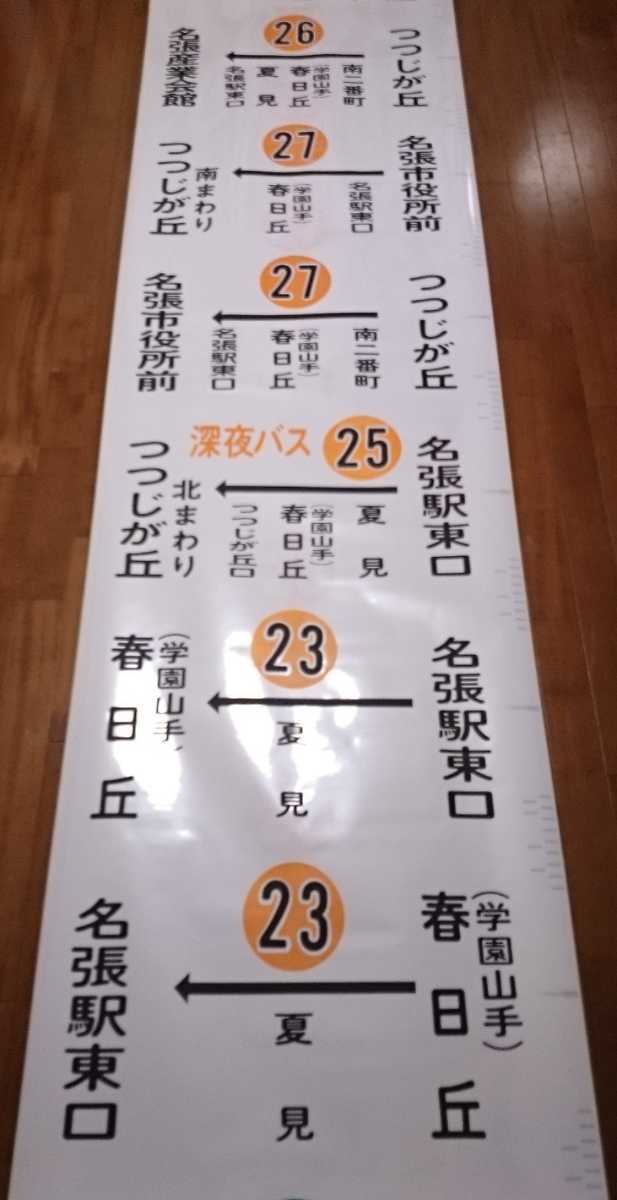 26
つつじが丘
南二番町
(学園山手)
春日丘
夏見
名張駅東口
名張産業会館
27
名張市役所前
名張駅東口
(学園山手)
春日丘
南まわり
つつじが丘
27
つつじが丘
南二番町
(学園山手)
春日丘
名張駅東口
名張市役所前
深夜バス 25
名張駅東口
夏見
(学園山手)
春日丘
つつじが丘口
北まわり
つつじが丘
23
名張駅東口
夏見
(学園山手)
春日丘
23
(学園山手)
春日丘
夏見
名張駅東口